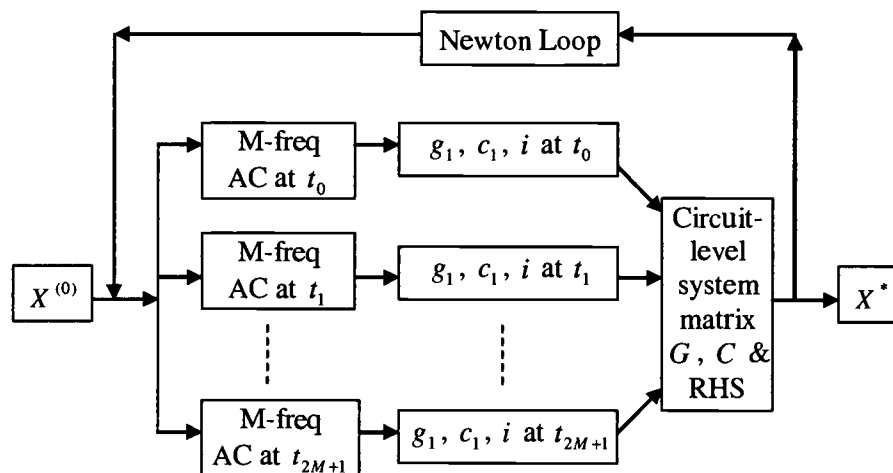 Newton Loop
M-freq
AC at t₀
g₁, c₁, i at t₀
M-freq
AC at t₁
g₁, c₁, i at t₁
X⁽⁰⁾
Circuit-
level
system
matrix
G, C &
RHS
X*
M-freq
AC at t₂M₊₁
g₁, c₁, i at t₂M₊₁